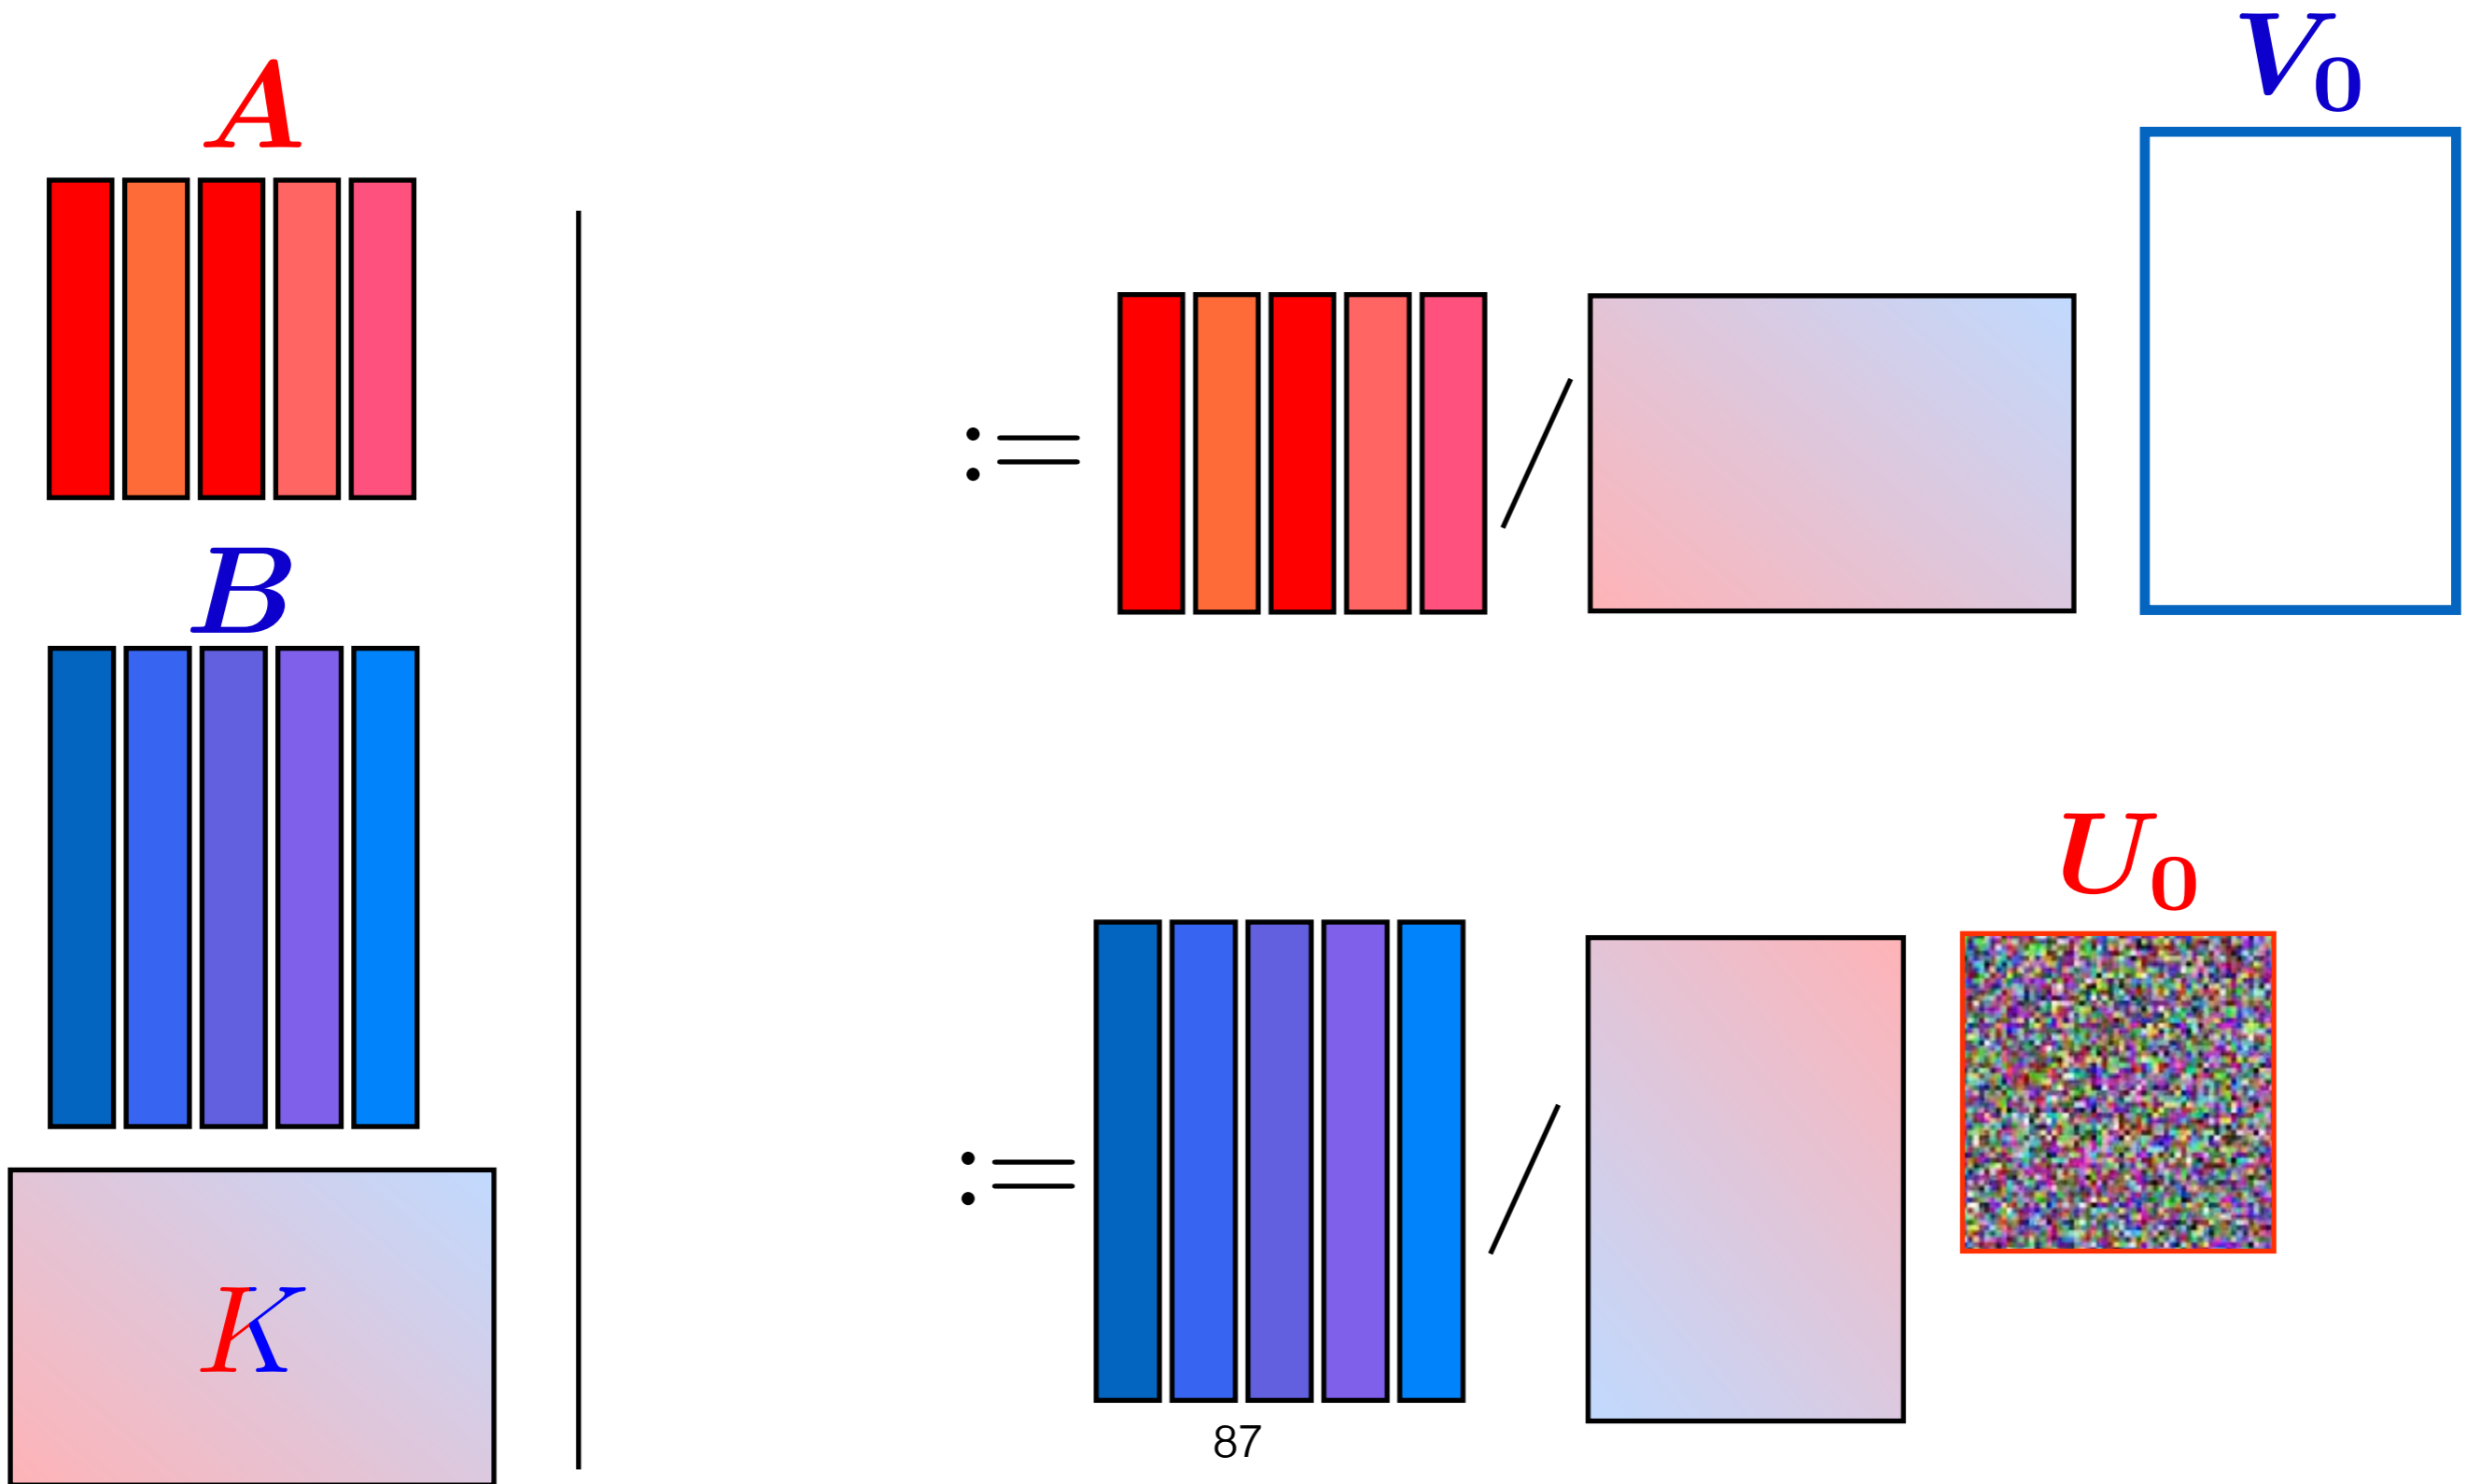 A
B
K
:= /
V₀
:= /
U₀
87